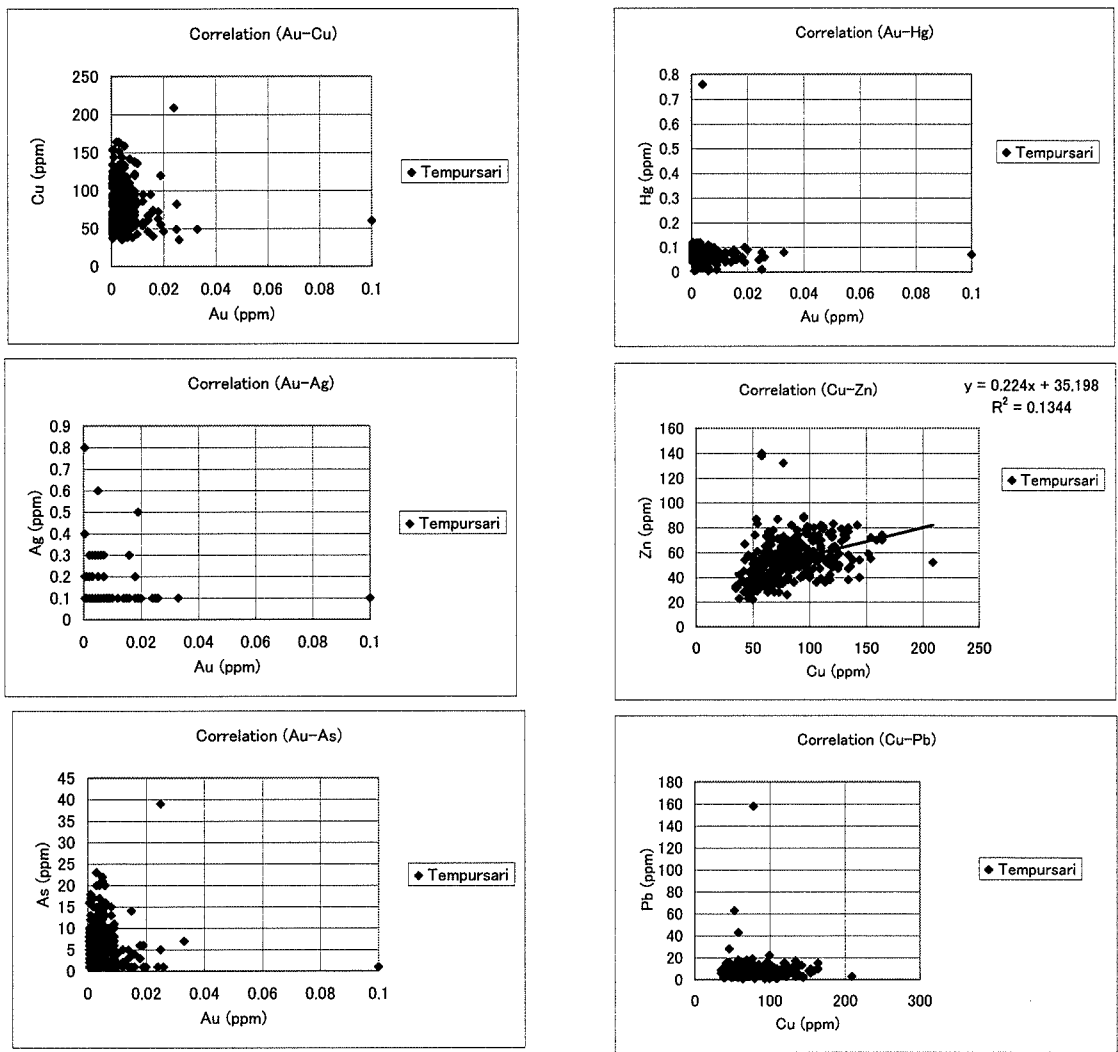 Correlation (Au-Cu)
250
200
150
100
50
0
Cu (ppm)
0 0.02 0.04 0.06 0.08 0.1
Au (ppm)
Tempursari
Correlation (Au-Hg)
0.8
0.7
0.6
0.5
0.4
0.3
0.2
0.1
0
Hg (ppm)
0 0.02 0.04 0.06 0.08 0.1
Au (ppm)
Tempursari
Correlation (Au-Ag)
0.9
0.8
0.7
0.6
0.5
0.4
0.3
0.2
0.1
0
Ag (ppm)
0 0.02 0.04 0.06 0.08 0.1
Au (ppm)
Tempursari
Correlation (Cu-Zn)
y = 0.224x + 35.198
R² = 0.1344
160
140
120
100
80
60
40
20
0
Zn (ppm)
0 50 100 150 200 250
Cu (ppm)
Tempursari
Correlation (Au-As)
45
40
35
30
25
20
15
10
5
0
As (ppm)
0 0.02 0.04 0.06 0.08 0.1
Au (ppm)
Tempursari
Correlation (Cu-Pb)
180
160
140
120
100
80
60
40
20
0
Pb (ppm)
0 100 200 300
Cu (ppm)
Tempursari